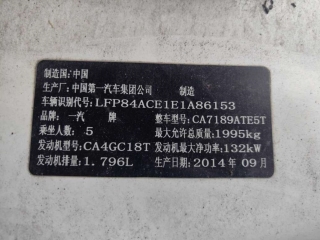 制造国:中国
生产厂:中国第一汽车集团公司 制造
车辆识别代号:LFP84ACE1E1A86153
品牌:一汽 牌 整车型号:CA7189ATE5T
乘坐人数:5 最大允许总质量:1995kg
发动机型号:CA4GC18T 发动机最大净功率:132kW
发动机排量:1.796L 生产日期:2014年09月